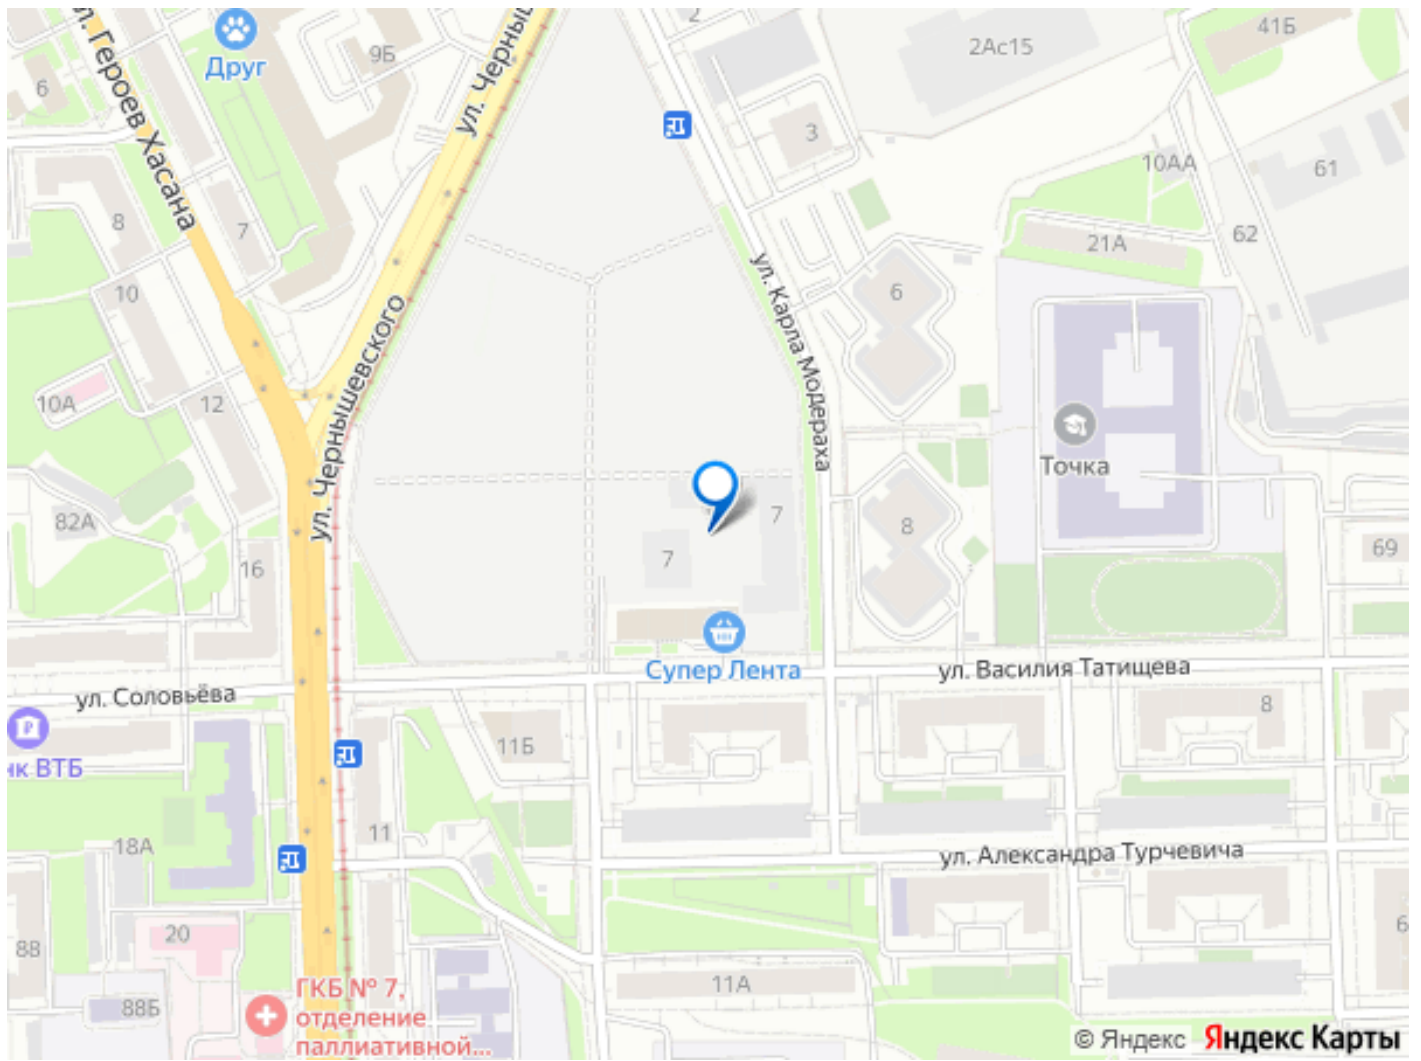 2
2Ас15
41Б
ул. Героев Хасана
Друг
9Б
ул. Черныш
6
3
10АА
61
8
7
62
21А
10
ул. Карла Модераха
6
ул. Чернышевского
10А
12
Точка
82А
7
8
16
7
69
Супер Лента
ул. Василия Татищева
ул. Соловьёва
8
нк ВТБ
11Б
11
18А
ул. Александра Турчевича
20
88
6
11А
88Б
ГКБ № 7,
отделение
паллиативной...
© Яндекс Яндекс Карты